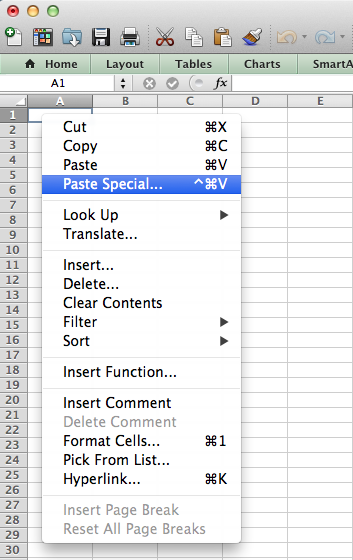 Home Layout Tables Charts SmartA
A1 fx
A B C D E
1
2 Cut ⌘X
3 Copy ⌘C
4 Paste ⌘V
5 Paste Special... ^⌘V
6
7 Look Up ▶
8 Translate...
9
10
11 Insert...
12 Delete...
13 Clear Contents
14 Filter ▶
15 Sort ▶
16
17
18 Insert Function...
19
20 Insert Comment
21 Delete Comment
22
23 Format Cells... ⌘1
24 Pick From List...
25 Hyperlink... ⌘K
26
27 Insert Page Break
28 Reset All Page Breaks
29
30